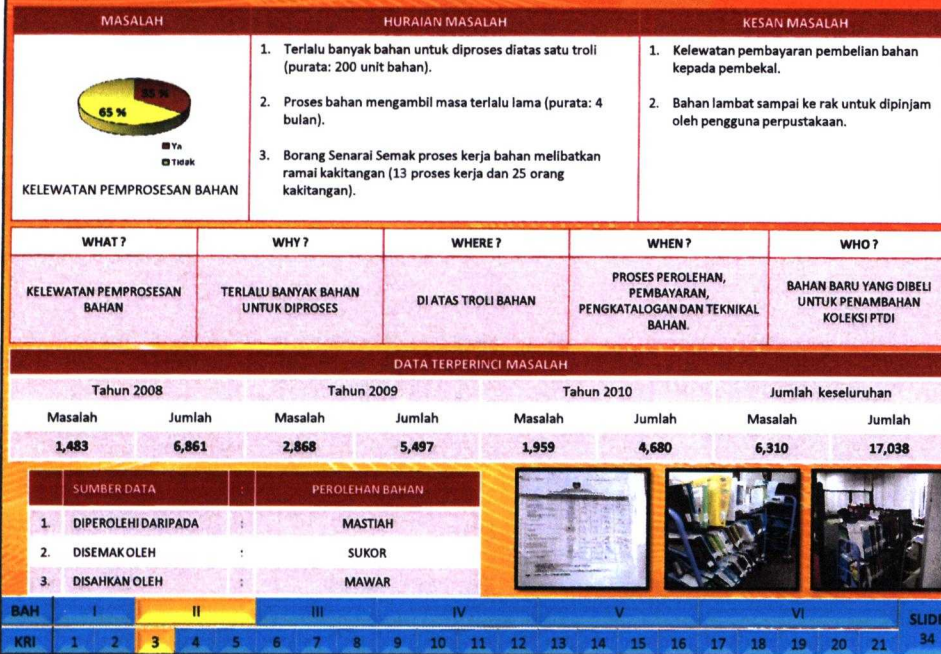 MASALAH
HURAIAN MASALAH
KESAN MASALAH
35 %
65 %
Ya
Tidak
KELEWATAN PEMPROSESAN BAHAN
1. Terlalu banyak bahan untuk diproses diatas satu troli
(purata: 200 unit bahan).
2. Proses bahan mengambil masa terlalu lama (purata: 4
bulan).
3. Borang Senarai Semak proses kerja bahan melibatkan
ramai kakitangan (13 proses kerja dan 25 orang
kakitangan).
1. Kelewatan pembayaran pembelian bahan
kepada pembekal.
2. Bahan lambat sampai ke rak untuk dipinjam
oleh pengguna perpustakaan.
WHAT ? WHY ? WHERE ? WHEN ? WHO ?
KELEWATAN PEMPROSESAN
BAHAN
TERLALU BANYAK BAHAN
UNTUK DIPROSES
DI ATAS TROLI BAHAN
PROSES PEROLEHAN,
PEMBAYARAN,
PENGKATALOGAN DAN TEKNIKAL
BAHAN.
BAHAN BARU YANG DIBELI
UNTUK PENAMBAHAN
KOLEKSI PTDI
DATA TERPERINCI MASALAH
Tahun 2008 Tahun 2009 Tahun 2010 Jumlah keseluruhan
Masalah Jumlah Masalah Jumlah Masalah Jumlah Masalah Jumlah
1,483 6,861 2,868 5,497 1,959 4,680 6,310 17,038
SUMBER DATA : PEROLEHAN BAHAN
1. DIPEROLEHI DARIPADA : MASTIAH
2. DISEMAK OLEH : SUKOR
3. DISAHKAN OLEH : MAWAR
BAH I II III IV V VI
KRI 1 2 3 4 5 6 7 8 9 10 11 12 13 14 15 16 17 18 19 20 21
SLIDE
34